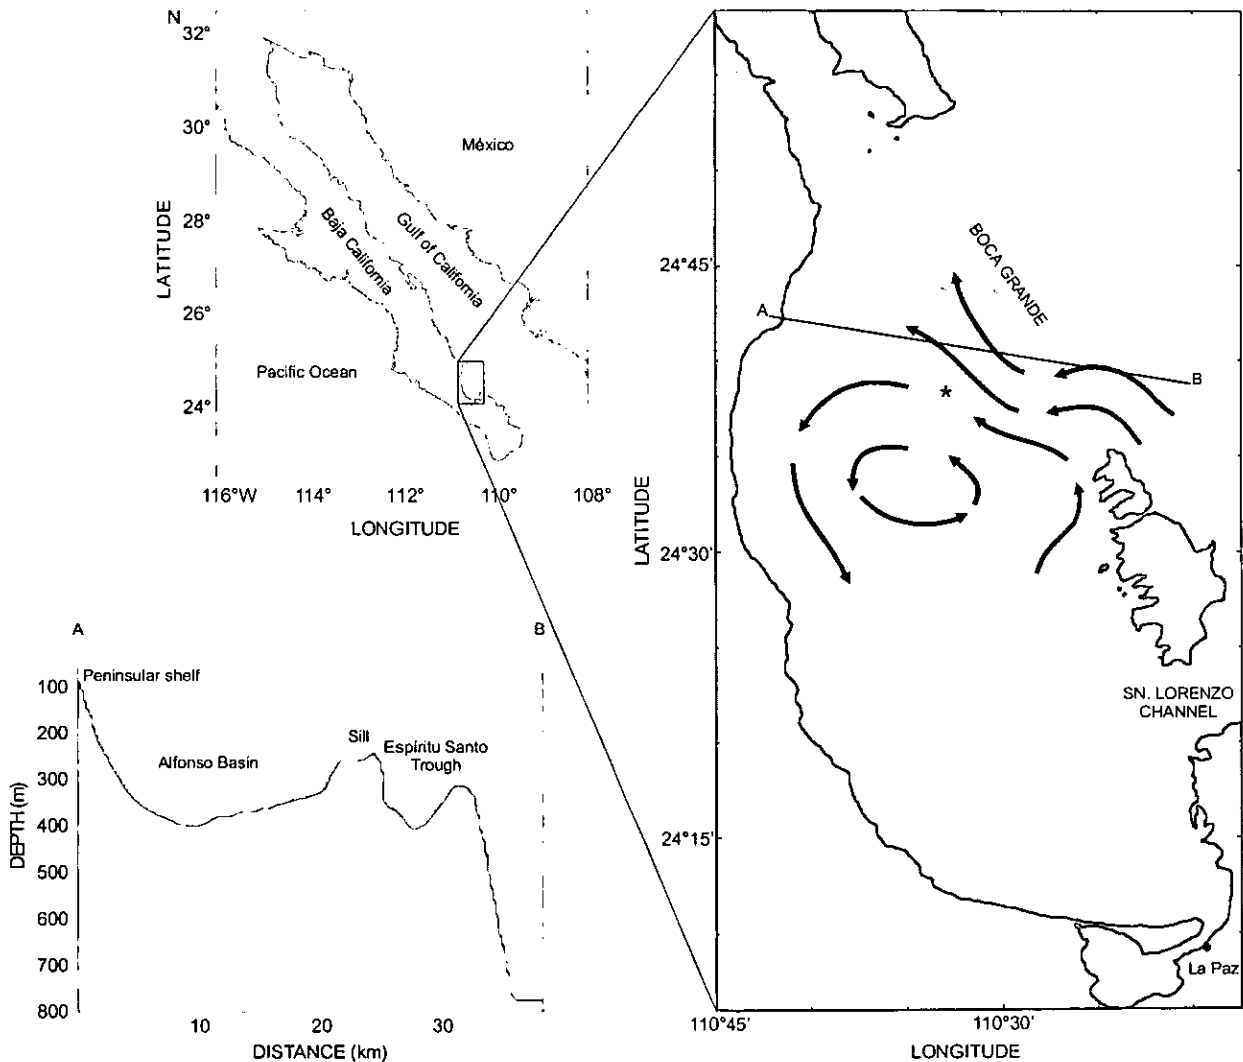 N
32°
30°
28°
26°
24°
LATITUDE
116°W
114°
112°
110°
108°
LONGITUDE
México
Baja California
Gulf of California
Pacific Ocean
A
B
Peninsular shelf
Alfonso Basin
Sill
Espíritu Santo
Trough
100
200
300
400
500
600
700
800
DEPTH (m)
10
20
30
DISTANCE (km)
24°45'
24°30'
24°15'
LATITUDE
BOCA GRANDE
A
B
*
SN. LORENZO
CHANNEL
La Paz
110°45'
110°30'
LONGITUDE